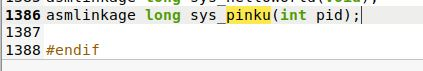 1386 asmlinkage long sys_pinku(int pid);
1387
1388 #endif